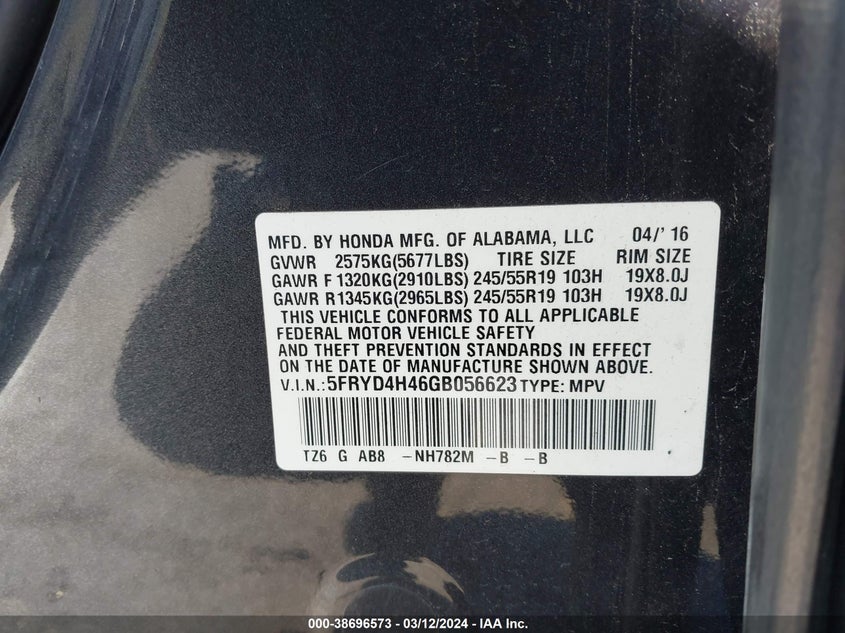 MFD. BY HONDA MFG. OF ALABAMA, LLC 04/'16
GVWR 2575KG(5677LBS) TIRE SIZE RIM SIZE
GAWR F1320KG(2910LBS) 245/55R19 103H 19X8.0J
GAWR R1345KG(2965LBS) 245/55R19 103H 19X8.0J
THIS VEHICLE CONFORMS TO ALL APPLICABLE
FEDERAL MOTOR VEHICLE SAFETY
AND THEFT PREVENTION STANDARDS IN EFFECT
ON THE DATE OF MANUFACTURE SHOWN ABOVE.
V.I.N.:5FRYD4H46GB056623 TYPE: MPV
TZ6 G AB8 -NH782M -B -B
000-38696573 - 03/12/2024 - IAA Inc.